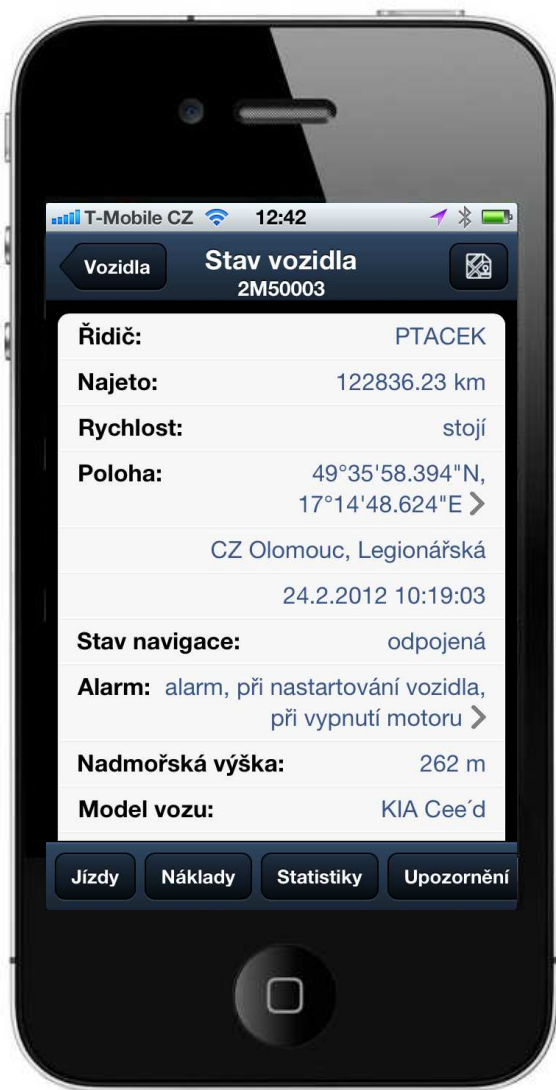 T-Mobile CZ 12:42
Vozidla
Stav vozidla
2M50003
Řidič: PTACEK
Najeto: 122836.23 km
Rychlost: stojí
Poloha: 49°35'58.394"N,
17°14'48.624"E
CZ Olomouc, Legionářská
24.2.2012 10:19:03
Stav navigace: odpojená
Alarm: alarm, při nastartování vozidla,
při vypnutí motoru
Nadmořská výška: 262 m
Model vozu: KIA Cee´d
Jízdy Náklady Statistiky Upozornění